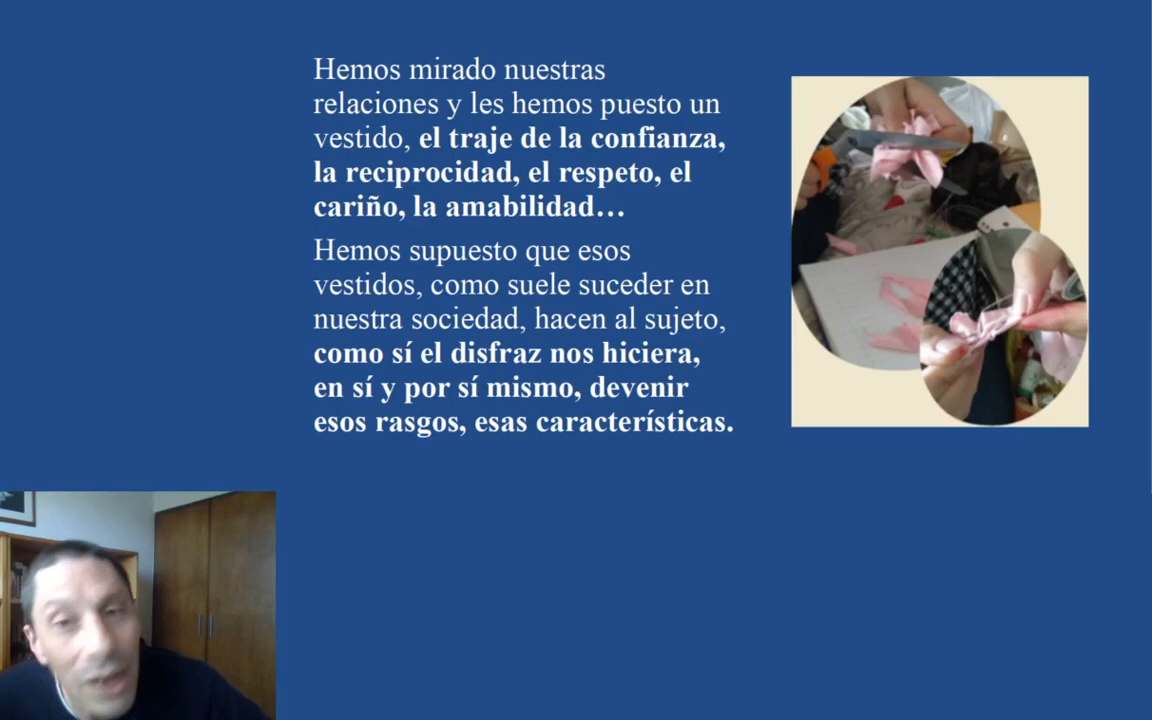 Hemos mirado nuestras
relaciones y les hemos puesto un
vestido, el traje de la confianza,
la reciprocidad, el respeto, el
cariño, la amabilidad…
Hemos supuesto que esos
vestidos, como suele suceder en
nuestra sociedad, hacen al sujeto,
como sí el disfraz nos hiciera,
en sí y por sí mismo, devenir
esos rasgos, esas características.